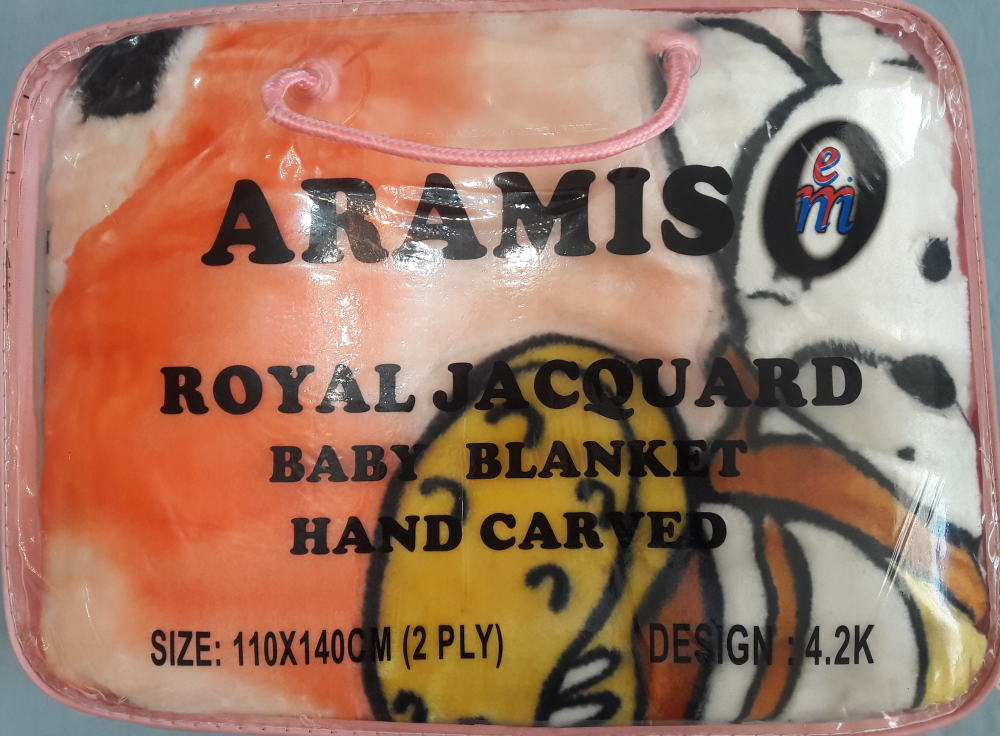 ARAMIS
em
ROYAL JACQUARD
BABY BLANKET
HAND CARVED
SIZE: 110X140CM (2 PLY)
DESIGN : 4.2K